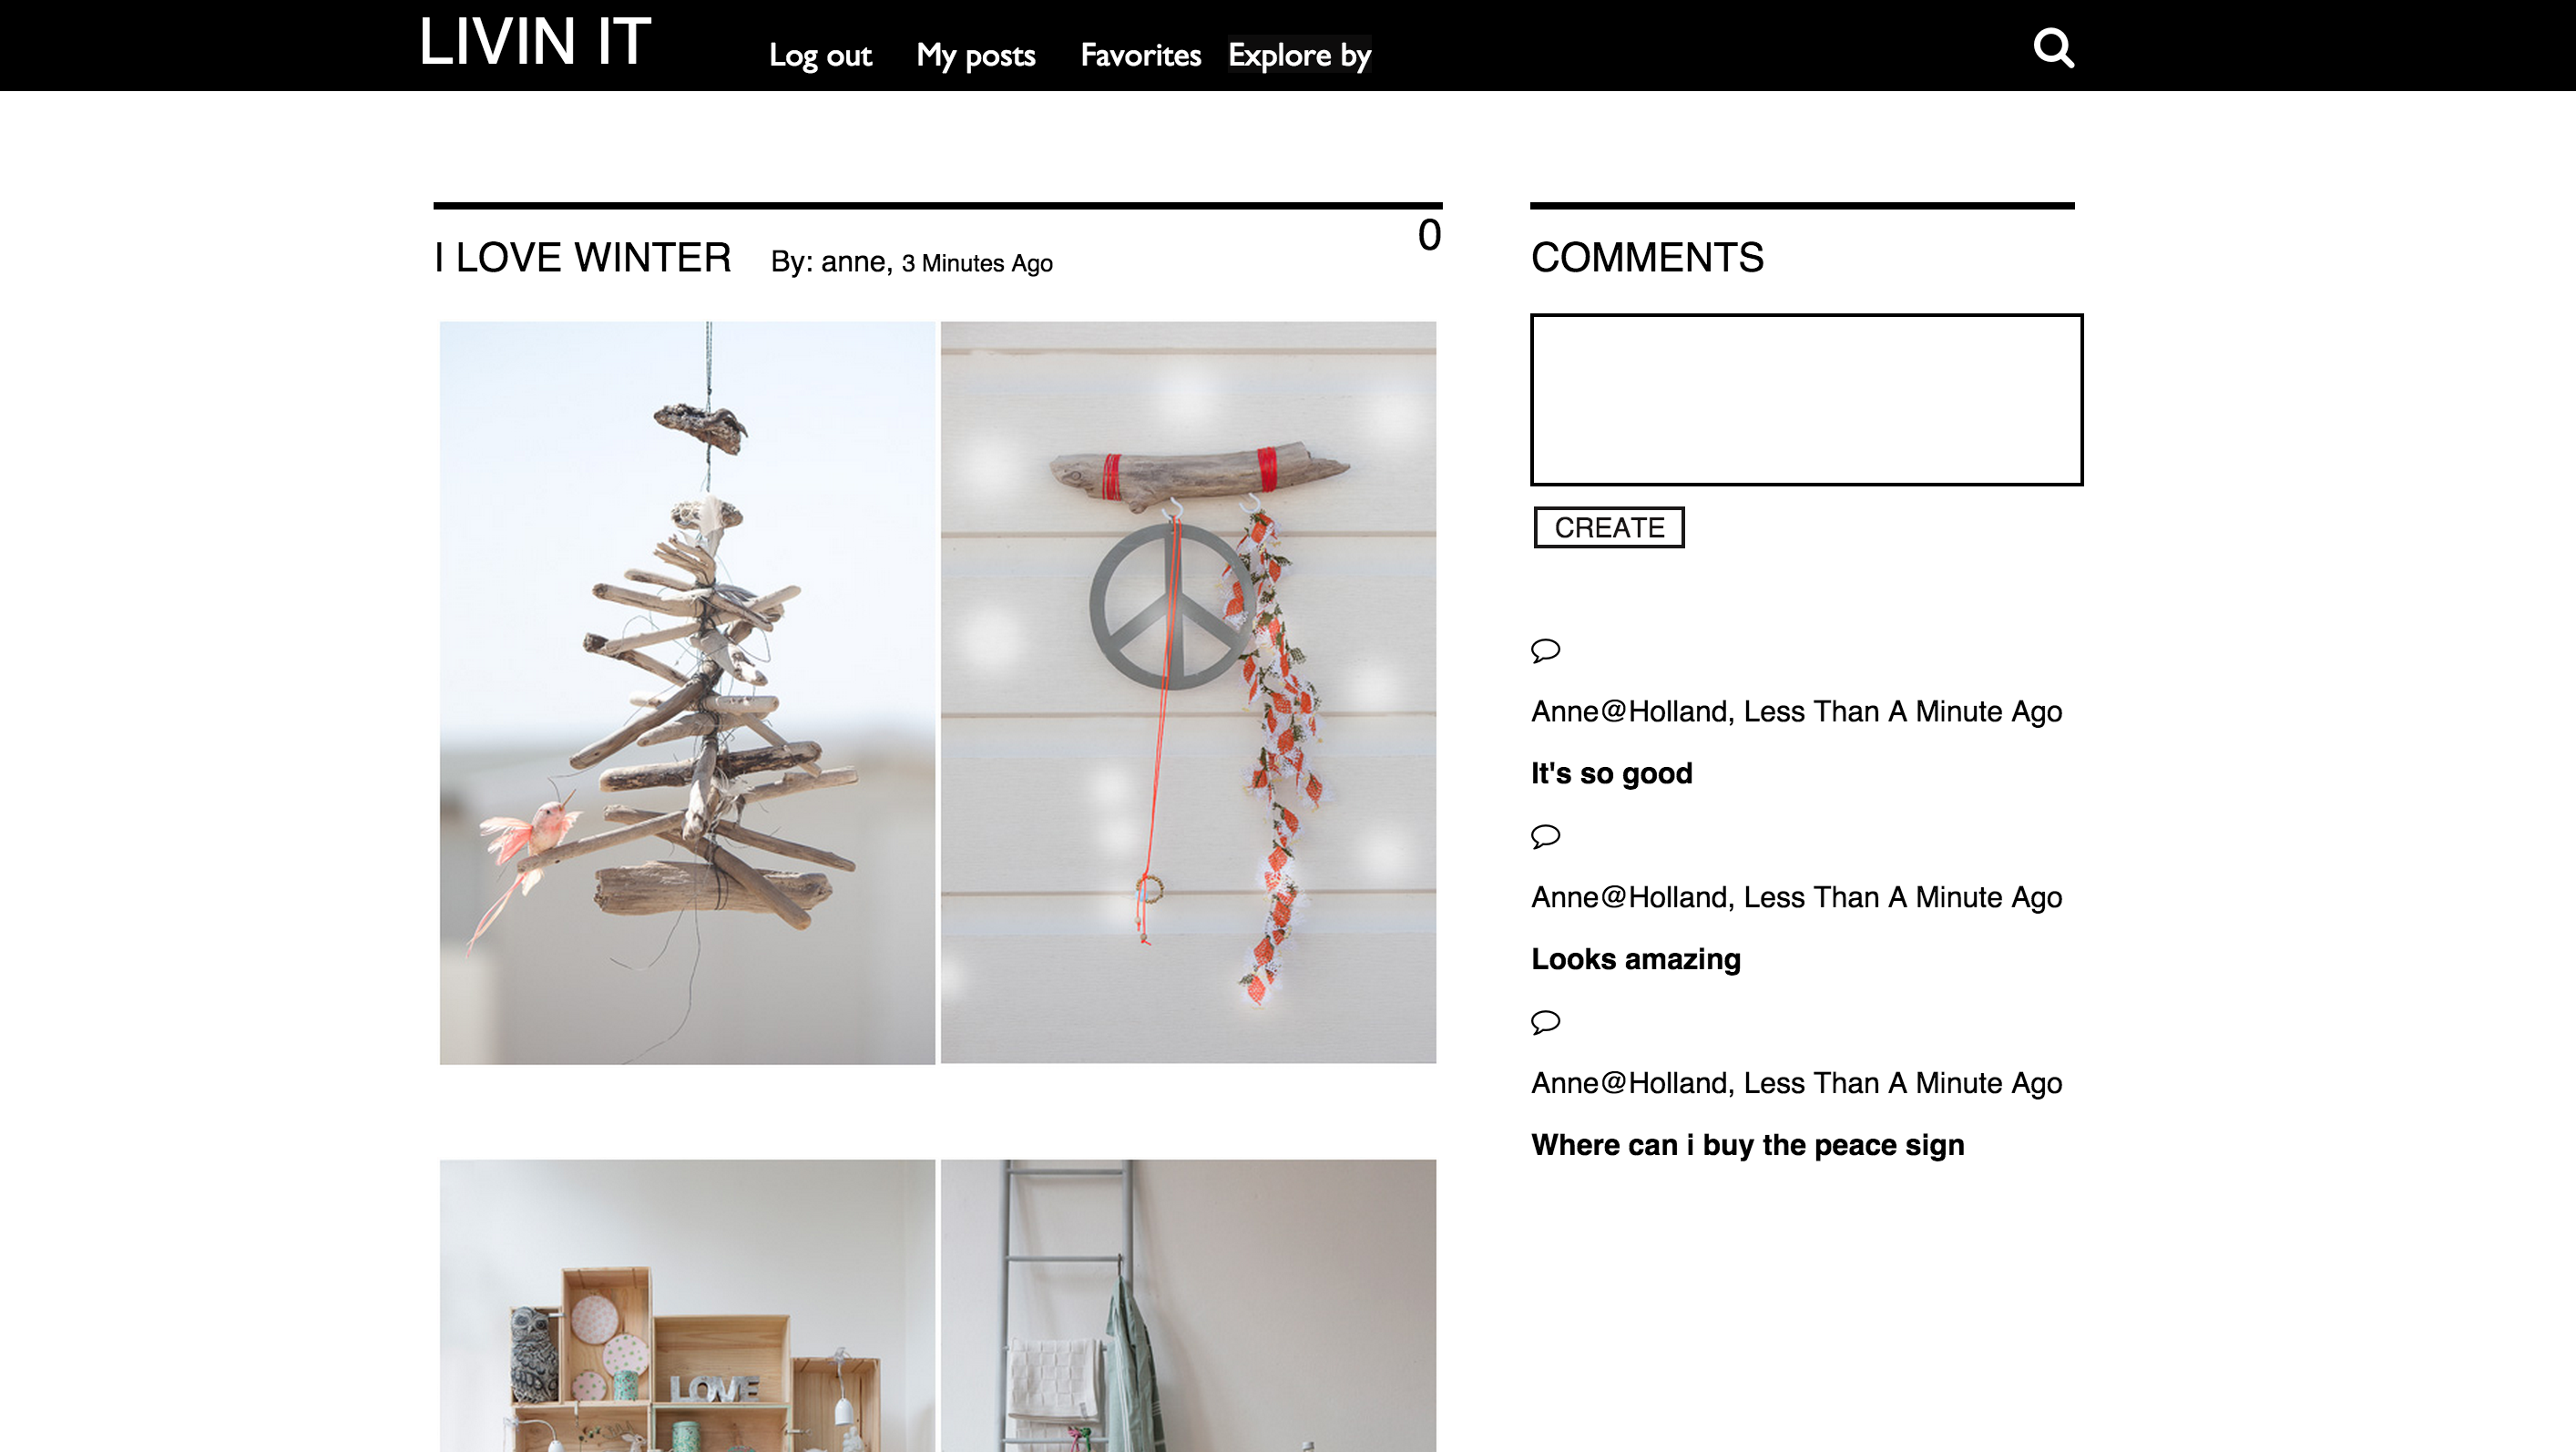 LIVIN IT
Log out My posts Favorites Explore by
0
I LOVE WINTER By: anne, 3 Minutes Ago
LOVE
COMMENTS
CREATE
Anne@Holland, Less Than A Minute Ago
It's so good
Anne@Holland, Less Than A Minute Ago
Looks amazing
Anne@Holland, Less Than A Minute Ago
Where can i buy the peace sign